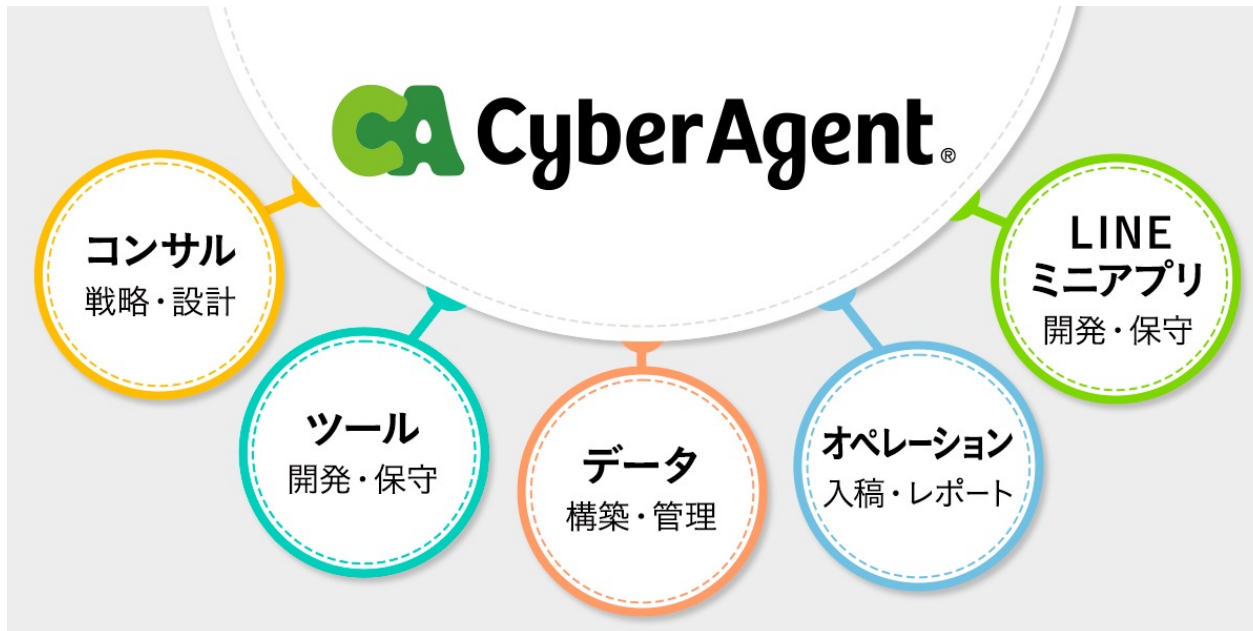 CA CyberAgent®
コンサル
戦略・設計
ツール
開発・保守
データ
構築・管理
オペレーション
入稿・レポート
LINE
ミニアプリ
開発・保守